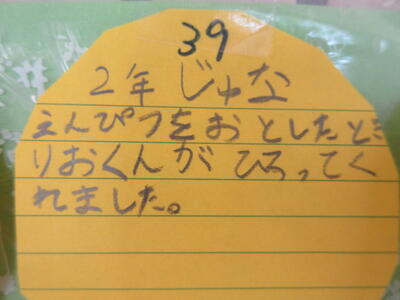 39
2年 じゅな
えんぴつをおとしたとき
りおくんが ひろってく
れました。